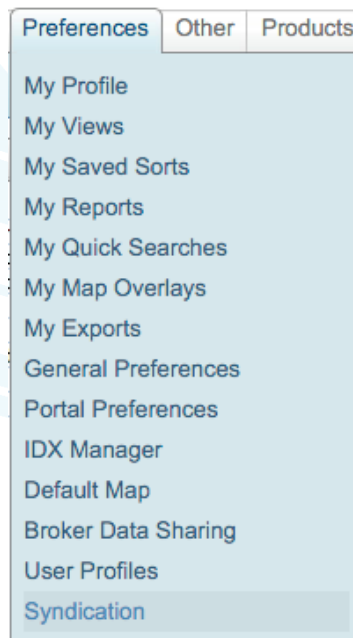 Preferences Other Products
My Profile
My Views
My Saved Sorts
My Reports
My Quick Searches
My Map Overlays
My Exports
General Preferences
Portal Preferences
IDX Manager
Default Map
Broker Data Sharing
User Profiles
Syndication